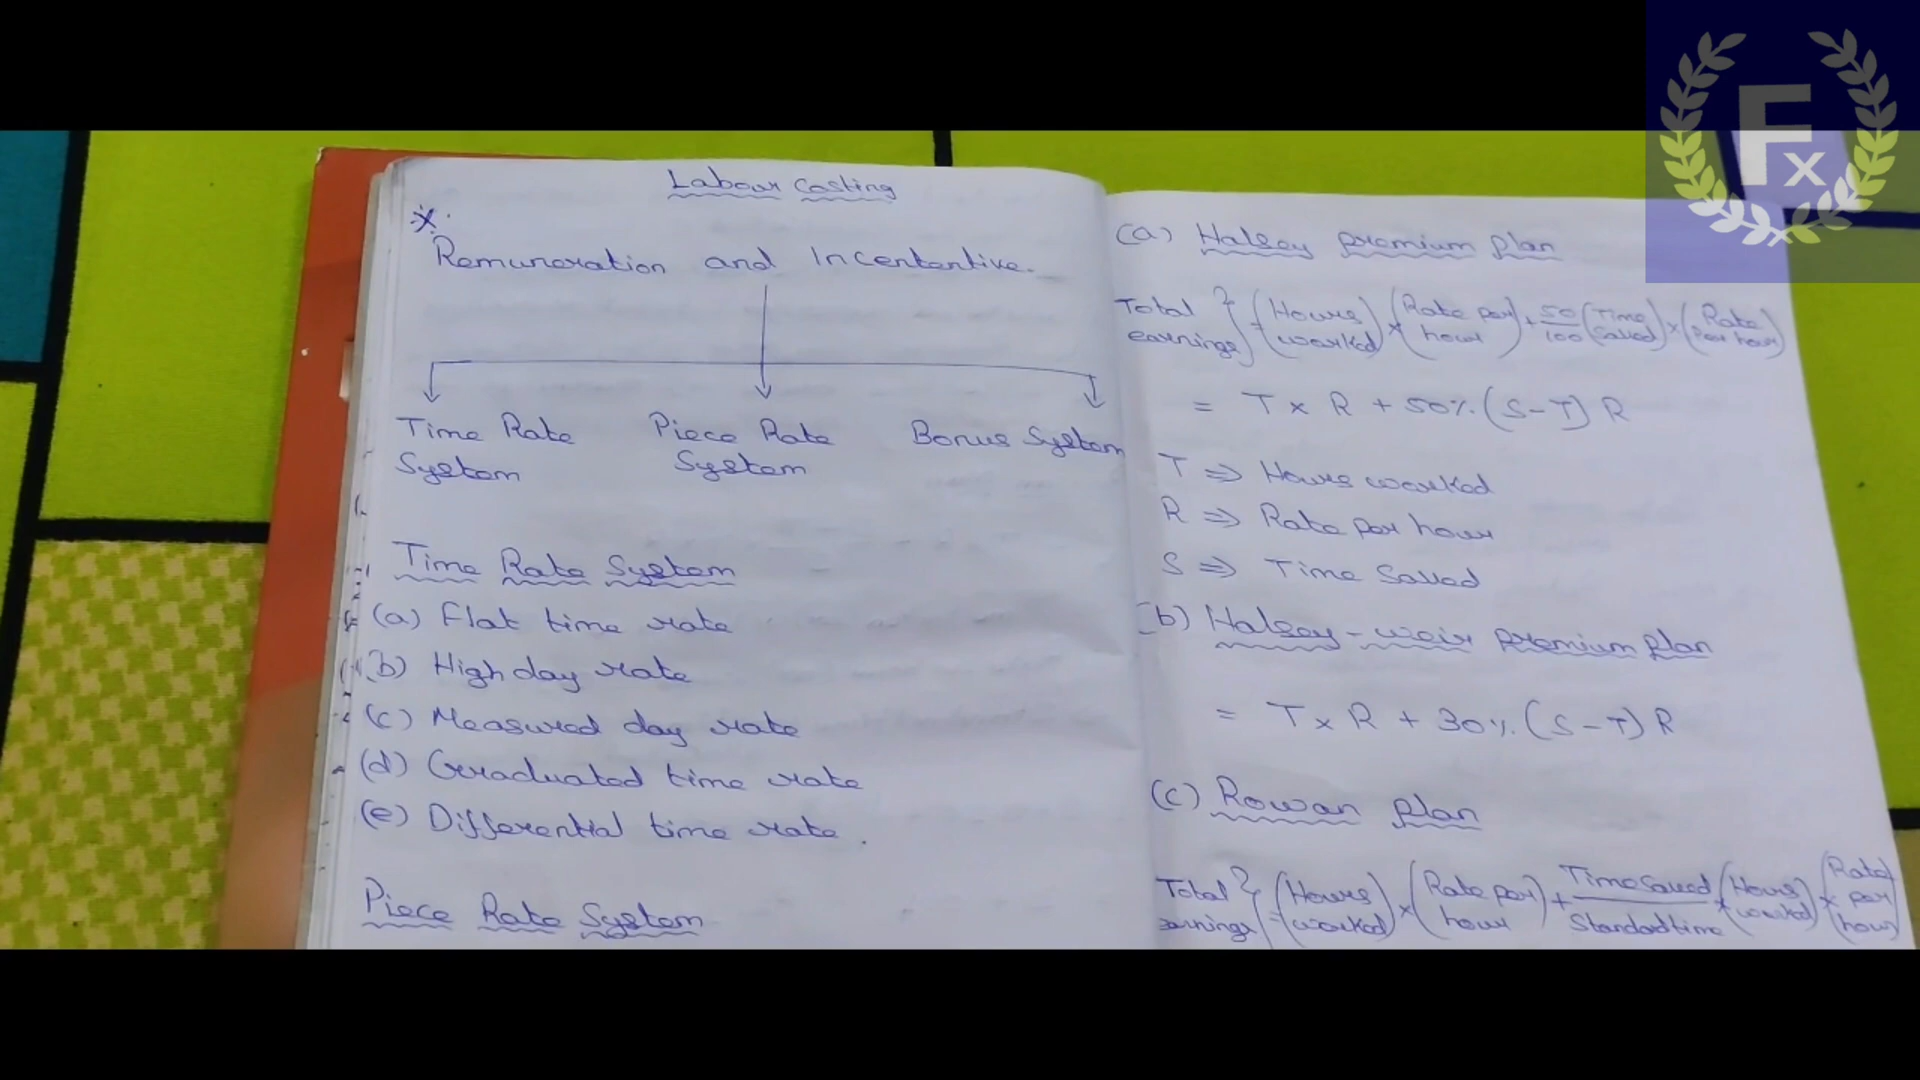 Labour Costing
Remuneration and Incententive.
Time Rate System
Piece Rate System
Bonus System
Time Rate System
(a) Flat time rate
(b) High day rate
(c) Measured day rate
(d) Graduated time rate
(e) Differential time rate.
Piece Rate System
(a) Halsey premium plan
Total earnings } = (Hours worked) × (Rate per hour) + 50/100 (Time Saved) × (Rate per hour)
= T × R + 50% (S-T) R
T ⇒ Hours worked
R ⇒ Rate per hour
S ⇒ Time Saved
(b) Halsey-weir premium plan
= T × R + 30% (S-T) R
(c) Rowan plan
Total earnings } = (Hours worked) × (Rate per hour) + Time saved/Standard time × (Hours worked) × (Rate per hour)
Fx